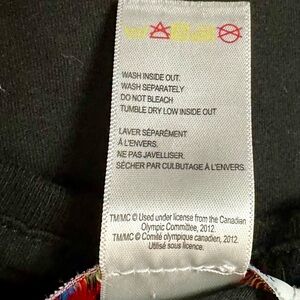 WASH INSIDE OUT.
WASH SEPARATELY
DO NOT BLEACH
TUMBLE DRY LOW INSIDE OUT
LAVER SÉPARÉMENT
À L'ENVERS.
NE PAS JAVELLISER.
SÉCHER PAR CULBUTAGE À L'ENVERS.
TM/MC © Used under license from the Canadian
Olympic Committee, 2012.
TM/MC © Comité olympique canadien, 2012.
Utilisé sous licence.